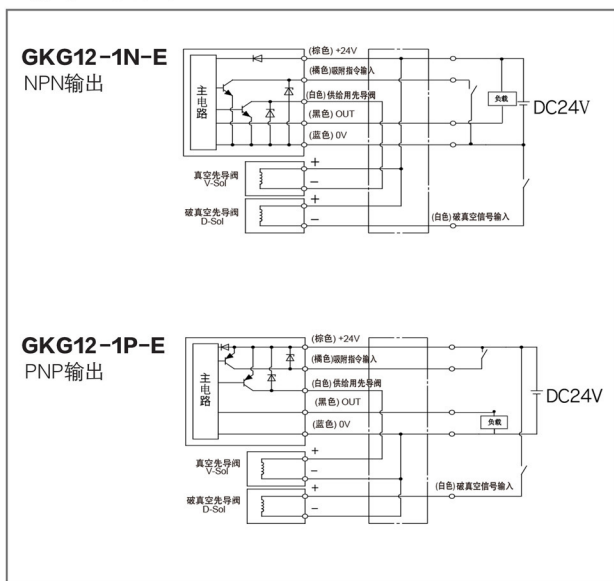 GKG12-1N-E
NPN输出
主电路
(棕色) +24V
(橘色)吸附指令输入
(白色) 供给用先导阀
(黑色) OUT
(蓝色) 0V
负载
DC24V
真空先导阀
V-Sol
+
−
破真空先导阀
D-Sol
+
−
(白色) 破真空信号输入
GKG12-1P-E
PNP输出
主电路
(棕色) +24V
(橘色)吸附指令输入
(白色) 供给用先导阀
(黑色) OUT
(蓝色) 0V
负载
DC24V
真空先导阀
V-Sol
+
−
破真空先导阀
D-Sol
+
−
(白色) 破真空信号输入